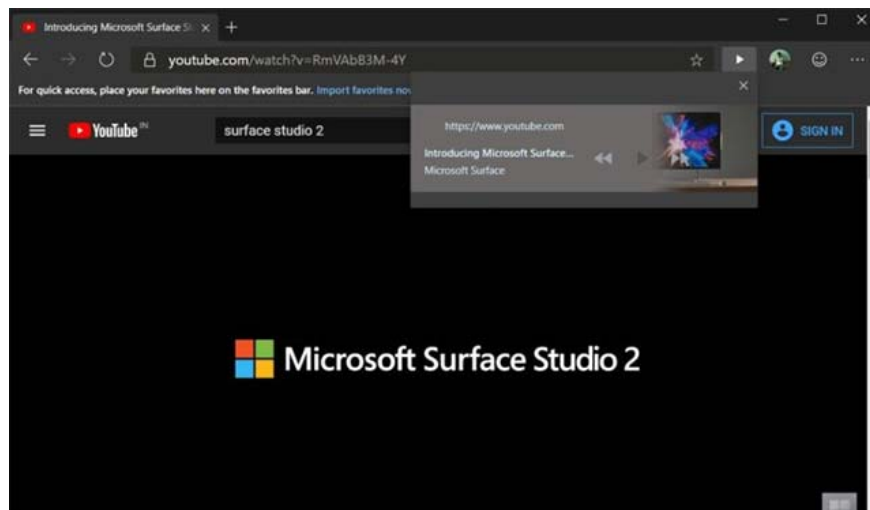 Introducing Microsoft Surface St
youtube.com/watch?v=RmVAbB3M-4Y
For quick access, place your favorites here on the favorites bar. Import favorites now
YouTube IN
surface studio 2
https://www.youtube.com
Introducing Microsoft Surface...
Microsoft Surface
SIGN IN
Microsoft Surface Studio 2